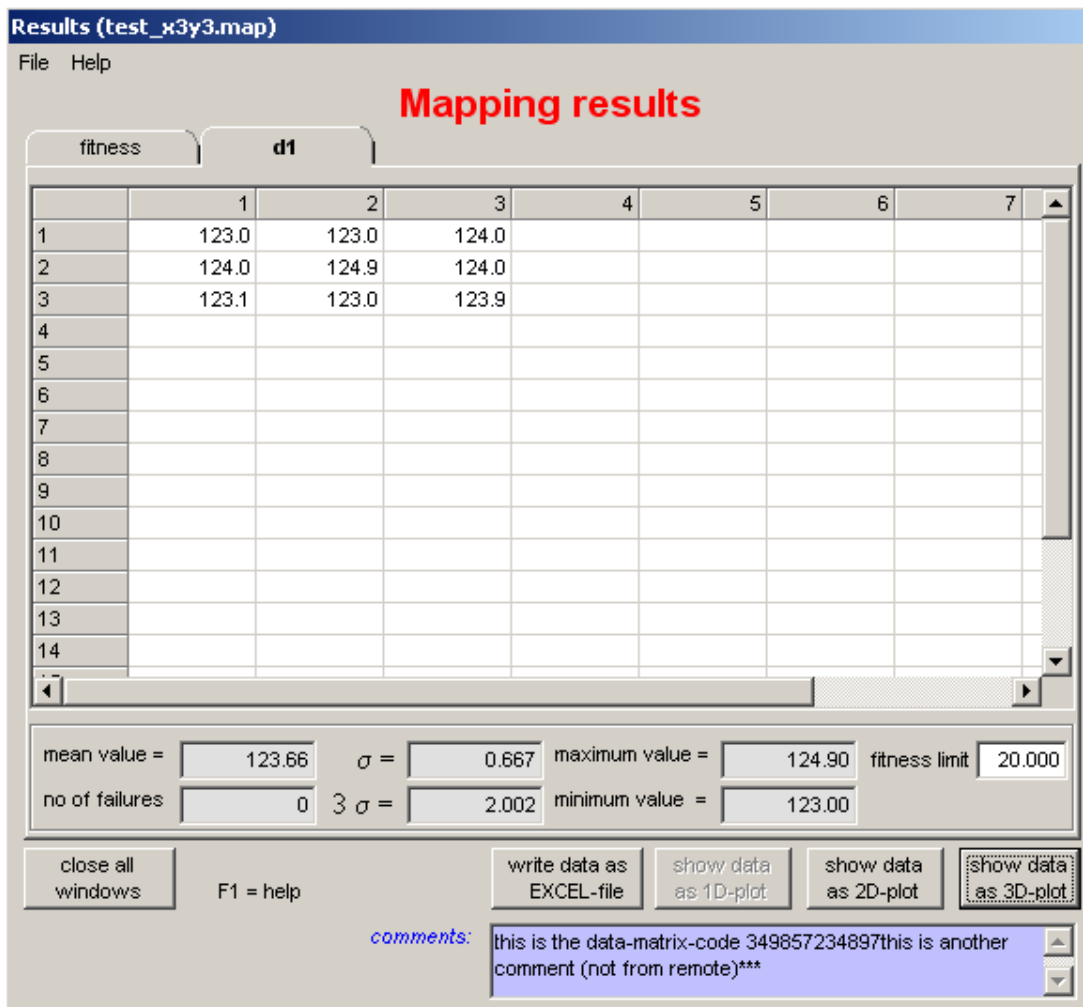 Results (test_x3y3.map)
File Help
Mapping results
fitness d1
1 2 3 4 5 6 7
1 123.0 123.0 124.0
2 124.0 124.9 124.0
3 123.1 123.0 123.9
4
5
6
7
8
9
10
11
12
13
14
mean value = 123.66 σ = 0.667 maximum value = 124.90 fitness limit 20.000
no of failures 0 3 σ = 2.002 minimum value = 123.00
close all windows
F1 = help
write data as EXCEL-file
show data as 1D-plot
show data as 2D-plot
show data as 3D-plot
comments:
this is the data-matrix-code 349857234897this is another
comment (not from remote)***